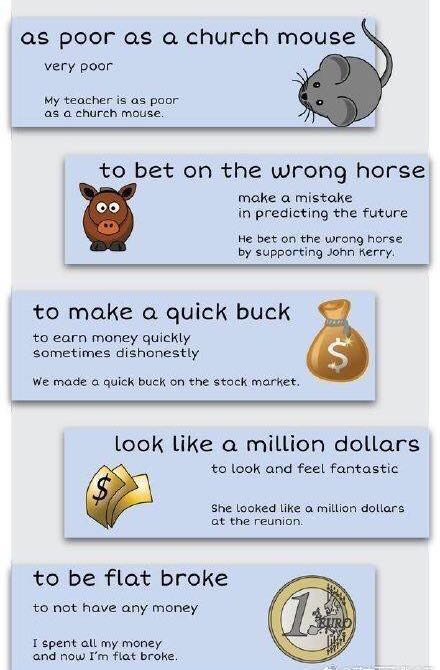 as poor as a church mouse
very poor
My teacher is as poor
as a church mouse.
to bet on the wrong horse
make a mistake
in predicting the future
He bet on the wrong horse
by supporting John Kerry.
to make a quick buck
to earn money quickly
sometimes dishonestly
We made a quick buck on the stock market.
$
look like a million dollars
to look and feel fantastic
$
She looked like a million dollars
at the reunion.
to be flat broke
to not have any money
1
EURO
I spent all my money
and now I'm flat broke.